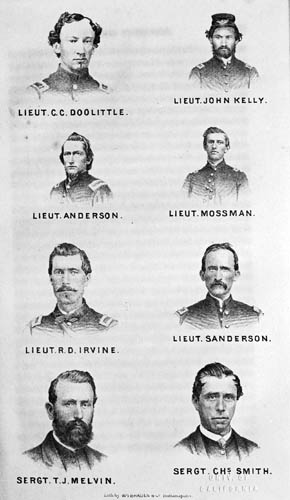 LIEUT. C. C. DOOLITTLE.
LIEUT. JOHN KELLY.
LIEUT. ANDERSON.
LIEUT. MOSSMAN.
LIEUT. R. D. IRVINE.
LIEUT. SANDERSON.
SERGT. T. J. MELVIN.
SERGT. CHS. SMITH.
UNIV. OF
CALIFORNIA